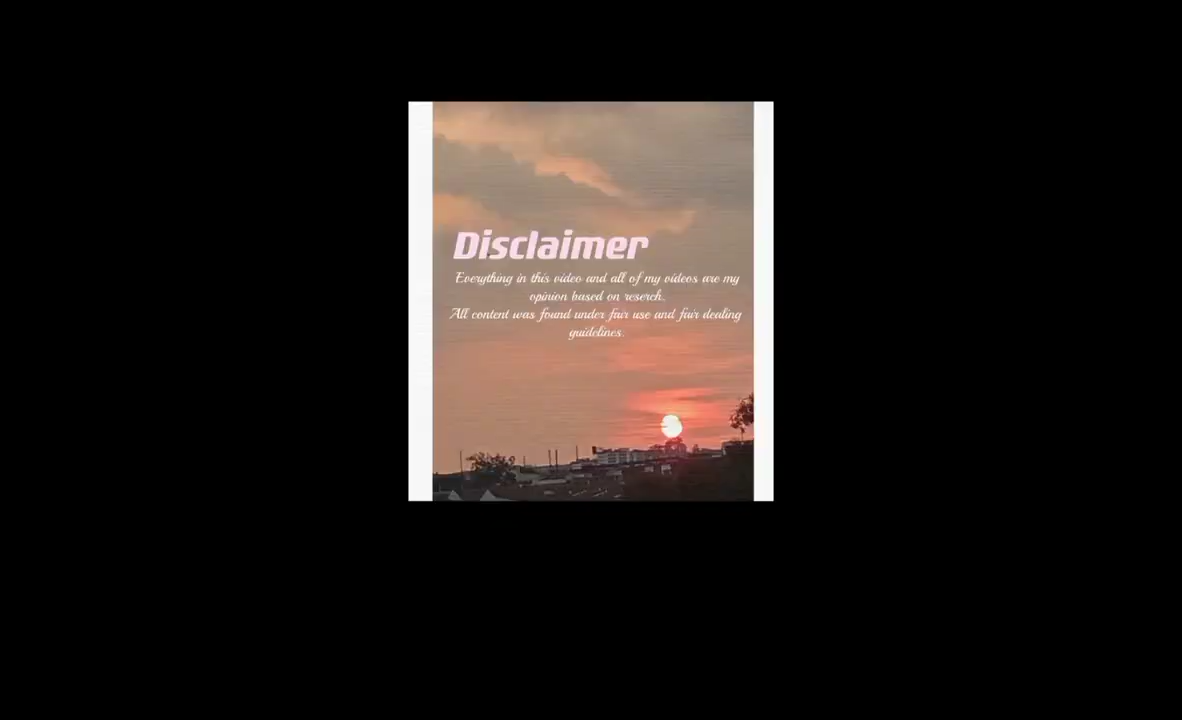 Disclaimer
Everything in this video and all of my videos are my
opinion based on reserch.
All content was found under fair use and fair dealing
guidelines.